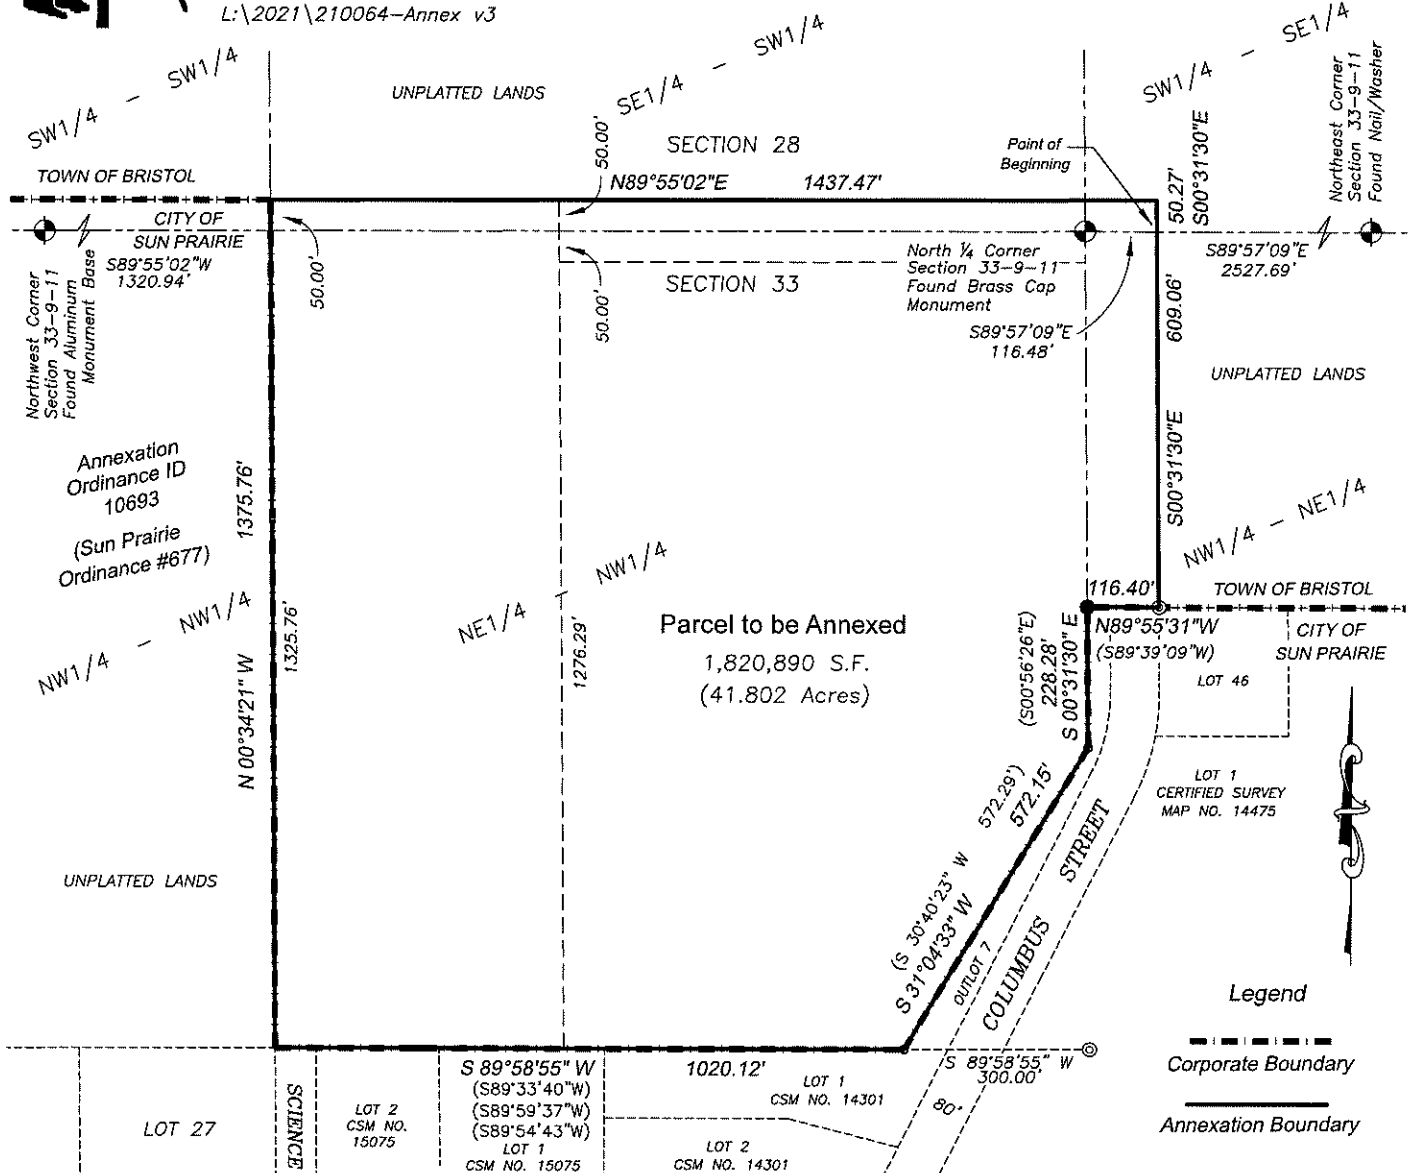 L:\2021\210064–Annex v3
SW1/4 – SW1/4
UNPLATTED LANDS
SE1/4 – SW1/4
SW1/4 – SE1/4
Northeast Corner
Section 33–9–11
Found Nail/Washer
SECTION 28
50.00'
Point of
Beginning
50.27'
S00°31'30"E
TOWN OF BRISTOL
N89°55'02"E
1437.47'
CITY OF
SUN PRAIRIE
S89°55'02"W
1320.94'
Northwest Corner
Section 33–9–11
Found Aluminum
Monument Base
50.00'
50.00'
SECTION 33
North ¼ Corner
Section 33–9–11
Found Brass Cap
Monument
S89°57'09"E
116.48'
S89°57'09"E
2527.69'
609.06'
S00°31'30"E
UNPLATTED LANDS
Annexation
Ordinance ID
10693
(Sun Prairie
Ordinance #677)
1375.76'
N 00°34'21" W
1325.76'
NW1/4 – NW1/4
NE1/4 – NW1/4
NW1/4 – NE1/4
1276.29'
Parcel to be Annexed
1,820,890 S.F.
(41.802 Acres)
116.40'
TOWN OF BRISTOL
N89°55'31"W
(S89°39'09"W)
CITY OF
SUN PRAIRIE
(S00°56'26"E)
228.28'
S 00°31'30" E
LOT 46
LOT 1
CERTIFIED SURVEY
MAP NO. 14475
572.29')
572.15'
(S 30°40'23" W
S 31°04'33" W
OUTLOT 7
COLUMBUS STREET
UNPLATTED LANDS
Legend
Corporate Boundary
Annexation Boundary
S 89°58'55" W
1020.12'
(S89°33'40"W)
(S89°59'37"W)
(S89°54'43"W)
S 89°58'55" W
300.00'
80'
LOT 27
SCIENCE
LOT 2
CSM NO.
15075
LOT 1
CSM NO. 15075
LOT 1
CSM NO. 14301
LOT 2
CSM NO. 14301